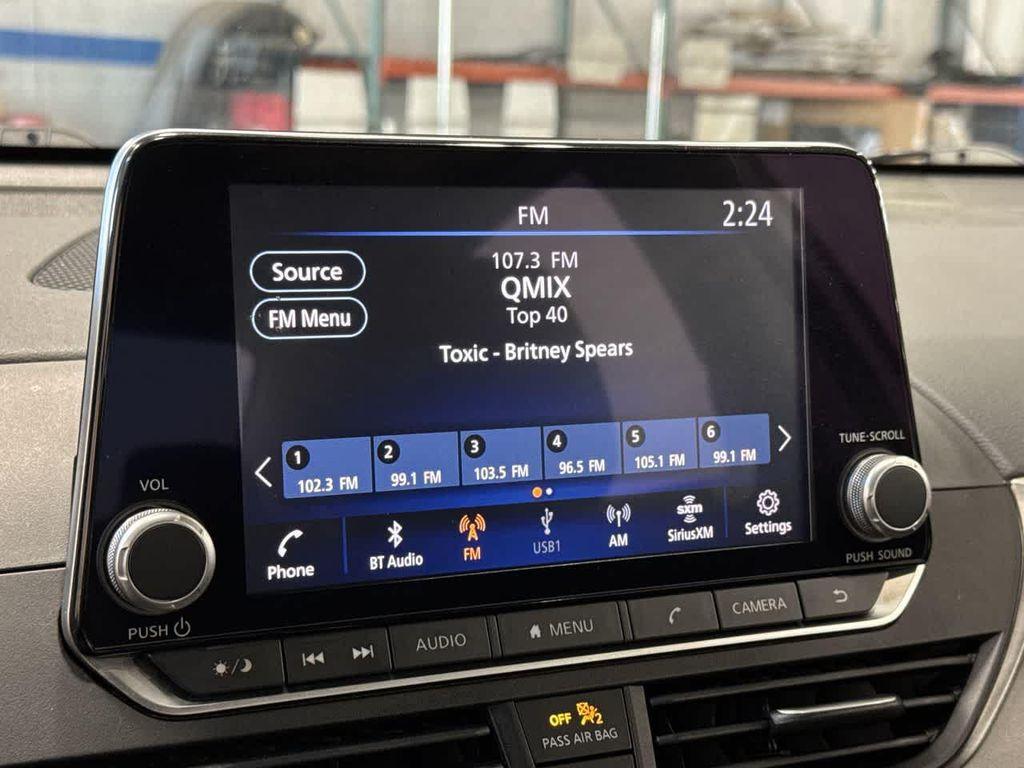 FM
2:24
Source
FM Menu
107.3 FM
QMIX
Top 40
Toxic - Britney Spears
1
102.3 FM
2
99.1 FM
3
103.5 FM
4
96.5 FM
5
105.1 FM
6
99.1 FM
Phone
BT Audio
FM
USB1
AM
sxm
SiriusXM
Settings
VOL
PUSH
TUNE·SCROLL
PUSH SOUND
AUDIO
MENU
CAMERA
OFF
2
PASS AIR BAG